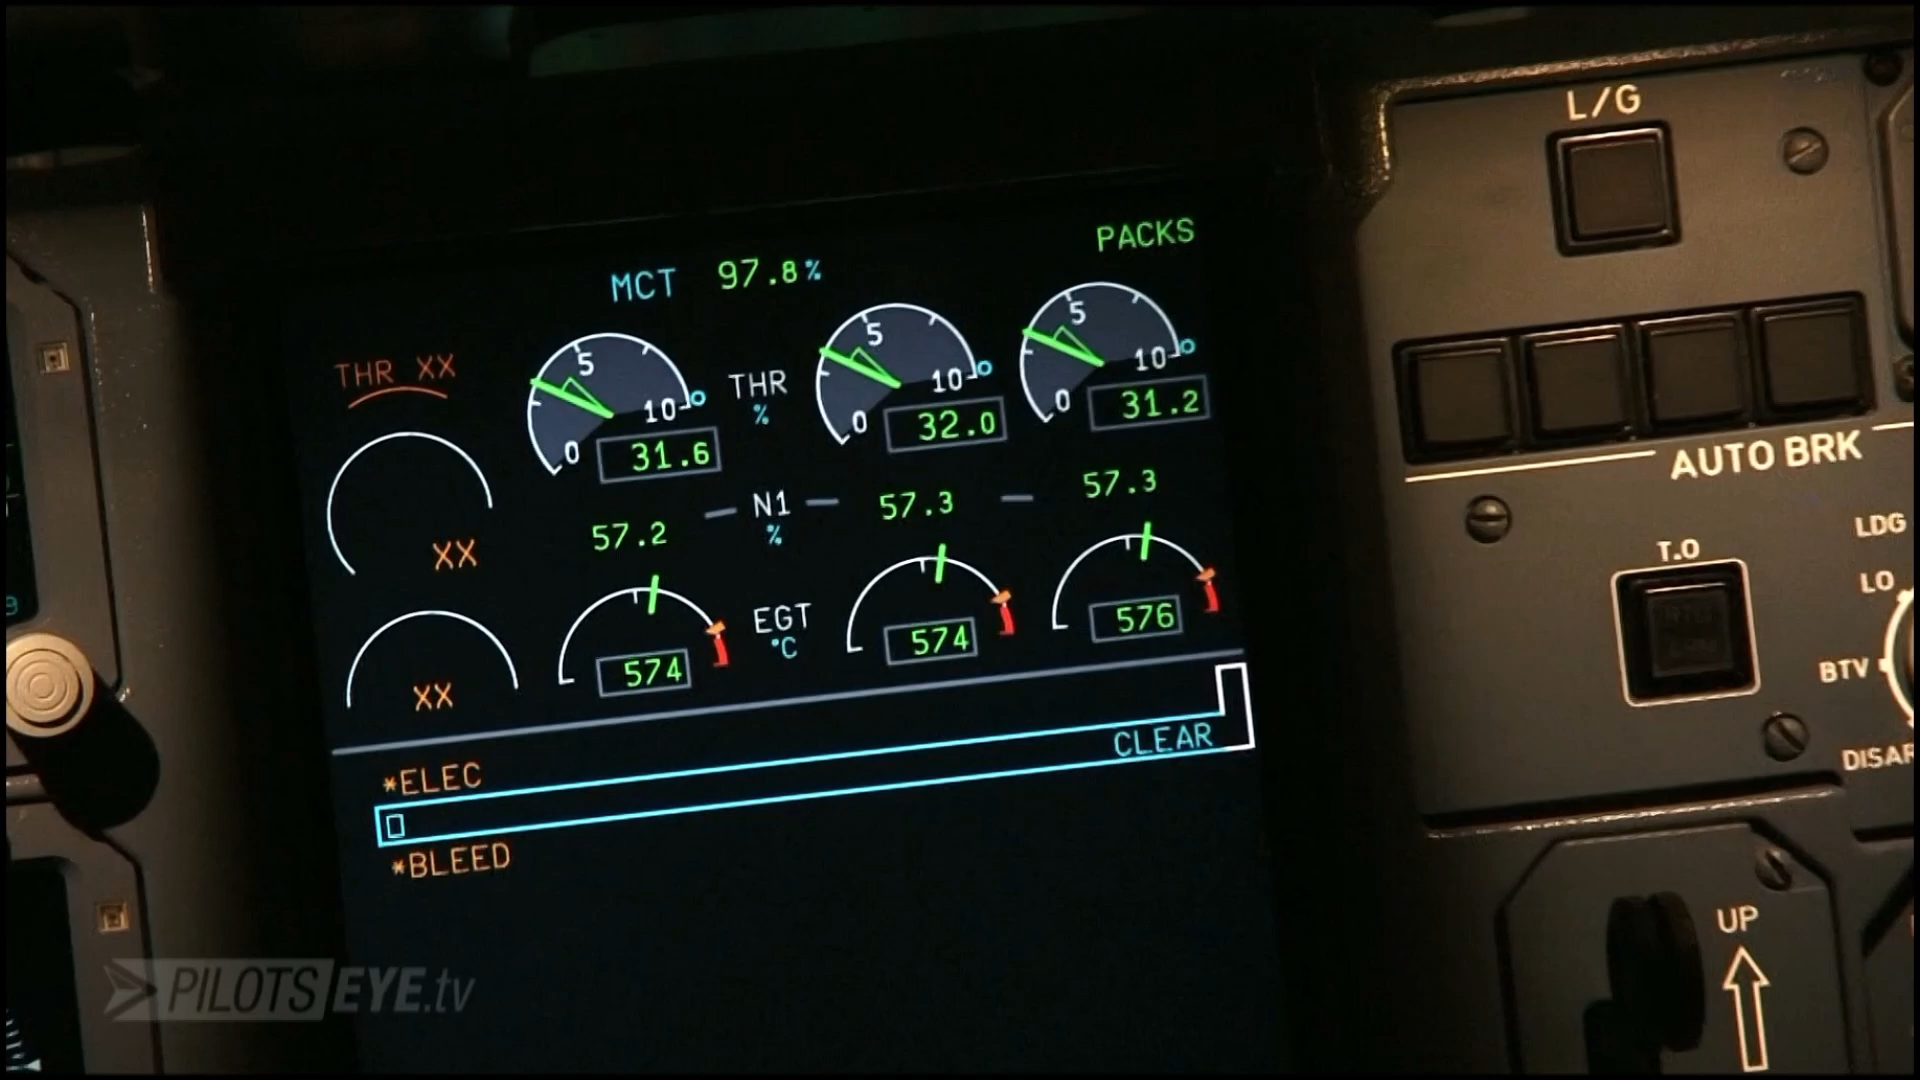 L/G
PACKS
MCT 97.8%
THR XX
5 10 0 31.6
THR %
5 10 0 32.0
5 10 0 31.2
XX
57.2
N1 %
57.3
57.3
XX
574
EGT °C
574
576
*ELEC
CLEAR
*BLEED
AUTO BRK
T.O
LDG
LO
BTV
DISAR
UP
9
PILOTSEYE.tv